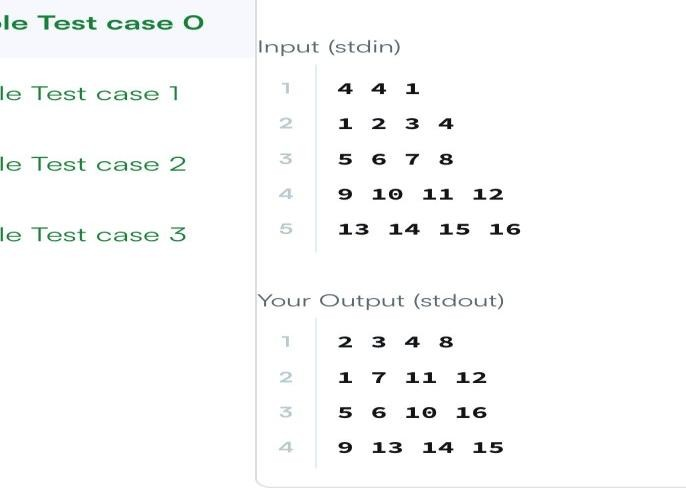 le Test case 0
le Test case 1
le Test case 2
le Test case 3
Input (stdin)
1 4 4 1
2 1 2 3 4
3 5 6 7 8
4 9 10 11 12
5 13 14 15 16
Your Output (stdout)
1 2 3 4 8
2 1 7 11 12
3 5 6 10 16
4 9 13 14 15